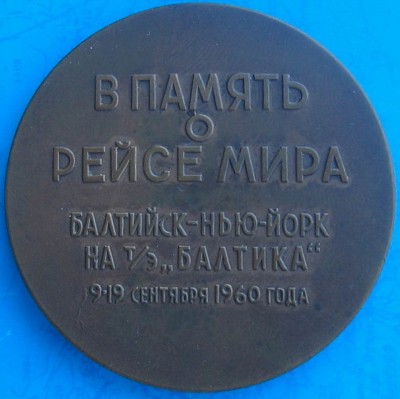 В ПАМЯТЬ
О
РЕЙСЕ МИРА
БАЛТИЙСК-НЬЮ-ЙОРК
НА Т/Э „БАЛТИКА“
9-19 СЕНТЯБРЯ 1960 ГОДА